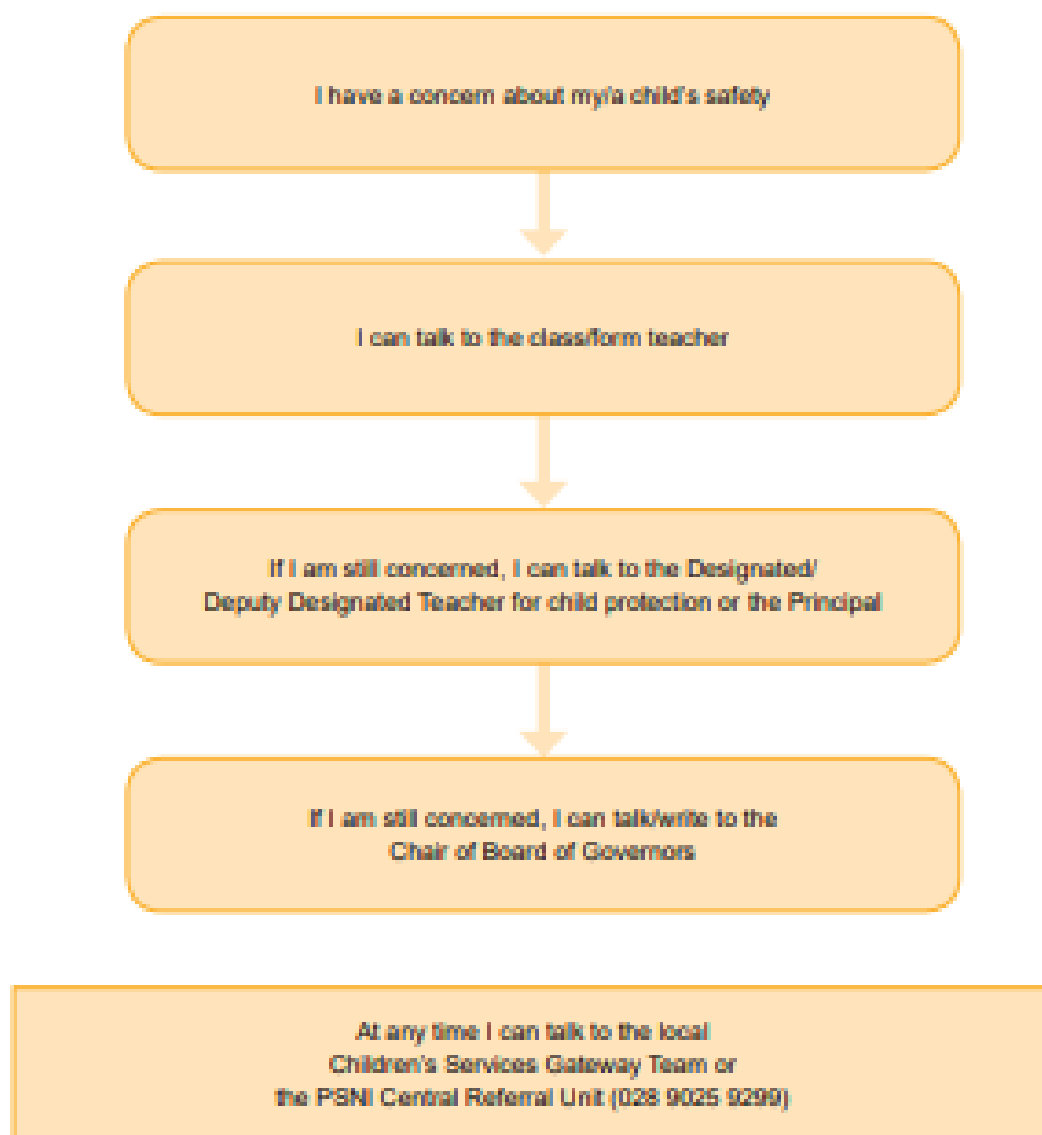 I have a concern about my/a child's safety
I can talk to the class/form teacher
If I am still concerned, I can talk to the Designated/
Deputy Designated Teacher for child protection or the Principal
If I am still concerned, I can talk/write to the
Chair of Board of Governors
At any time I can talk to the local
Children's Services Gateway Team or
the PSNI Central Referral Unit (028 9025 9299)